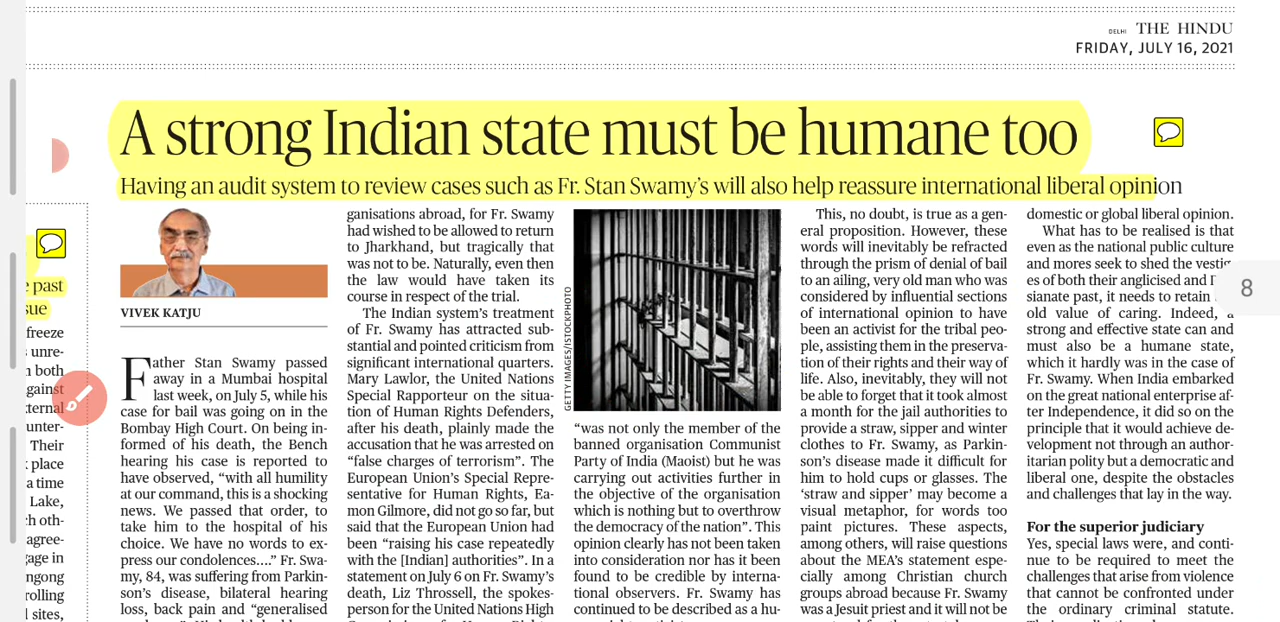 DELHI THE HINDU
FRIDAY, JULY 16, 2021
A strong Indian state must be humane too
Having an audit system to review cases such as Fr. Stan Swamy's will also help reassure international liberal opinion
past
sue
freeze
unre-
both
gainst
unter-
Their
place
a time
Lake,
oth-
agree-
in
rolling
sites,
VIVEK KATJU
Father Stan Swamy passed
away in a Mumbai hospital
last week, on July 5, while his
case for bail was going on in the
Bombay High Court. On being in-
formed of his death, the Bench
hearing his case is reported to
have observed, “with all humility
at our command, this is a shocking
news. We passed that order, to
take him to the hospital of his
choice. We have no words to ex-
press our condolences....” Fr. Swa-
my, 84, was suffering from Parkin-
son's disease, bilateral hearing
loss, back pain and “generalised
ganisations abroad, for Fr. Swamy
had wished to be allowed to return
to Jharkhand, but tragically that
was not to be. Naturally, even then
the law would have taken its
course in respect of the trial.
The Indian system's treatment
of Fr. Swamy has attracted sub-
stantial and pointed criticism from
significant international quarters.
Mary Lawlor, the United Nations
Special Rapporteur on the situa-
tion of Human Rights Defenders,
after his death, plainly made the
accusation that he was arrested on
“false charges of terrorism”. The
European Union's Special Repre-
sentative for Human Rights, Ea-
mon Gilmore, did not go so far, but
said that the European Union had
been “raising his case repeatedly
with the [Indian] authorities”. In a
statement on July 6 on Fr. Swamy's
death, Liz Throssell, the spokes-
person for the United Nations High
GETTY IMAGES/ISTOCKPHOTO
“was not only the member of the
banned organisation Communist
Party of India (Maoist) but he was
carrying out activities further in
the objective of the organisation
which is nothing but to overthrow
the democracy of the nation”. This
opinion clearly has not been taken
into consideration nor has it been
found to be credible by interna-
tional observers. Fr. Swamy has
continued to be described as a hu-
This, no doubt, is true as a gen-
eral proposition. However, these
words will inevitably be refracted
through the prism of denial of bail
to an ailing, very old man who was
considered by influential sections
of international opinion to have
been an activist for the tribal peo-
ple, assisting them in the preserva-
tion of their rights and their way of
life. Also, inevitably, they will not
be able to forget that it took almost
a month for the jail authorities to
provide a straw, sipper and winter
clothes to Fr. Swamy, as Parkin-
son's disease made it difficult for
him to hold cups or glasses. The
‘straw and sipper’ may become a
visual metaphor, for words too
paint pictures. These aspects,
among others, will raise questions
about the MEA's statement espe-
cially among Christian church
groups abroad because Fr. Swamy
was a Jesuit priest and it will not be
domestic or global liberal opinion.
What has to be realised is that
even as the national public culture
and mores seek to shed the vestig-
es of both their anglicised and
sianate past, it needs to retain
old value of caring. Indeed, a
strong and effective state can and
must also be a humane state,
which it hardly was in the case of
Fr. Swamy. When India embarked
on the great national enterprise af-
ter Independence, it did so on the
principle that it would achieve de-
velopment not through an author-
itarian polity but a democratic and
liberal one, despite the obstacles
and challenges that lay in the way.
For the superior judiciary
Yes, special laws were, and conti-
nue to be required to meet the
challenges that arise from violence
that cannot be confronted under
the ordinary criminal statute.
8